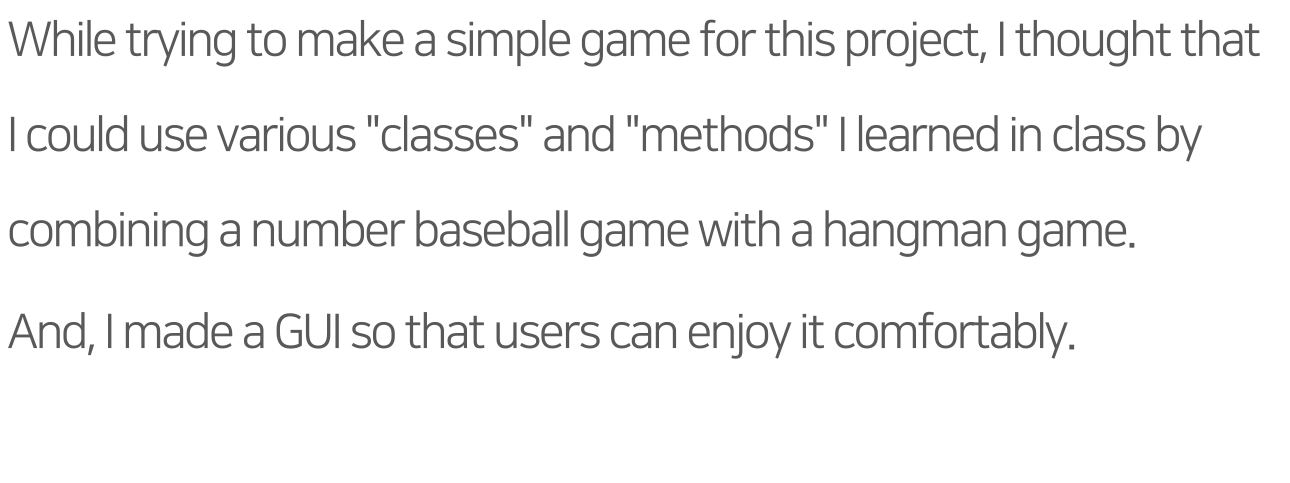 While trying to make a simple game for this project, I thought that
I could use various "classes" and "methods" I learned in class by
combining a number baseball game with a hangman game.
And, I made a GUI so that users can enjoy it comfortably.